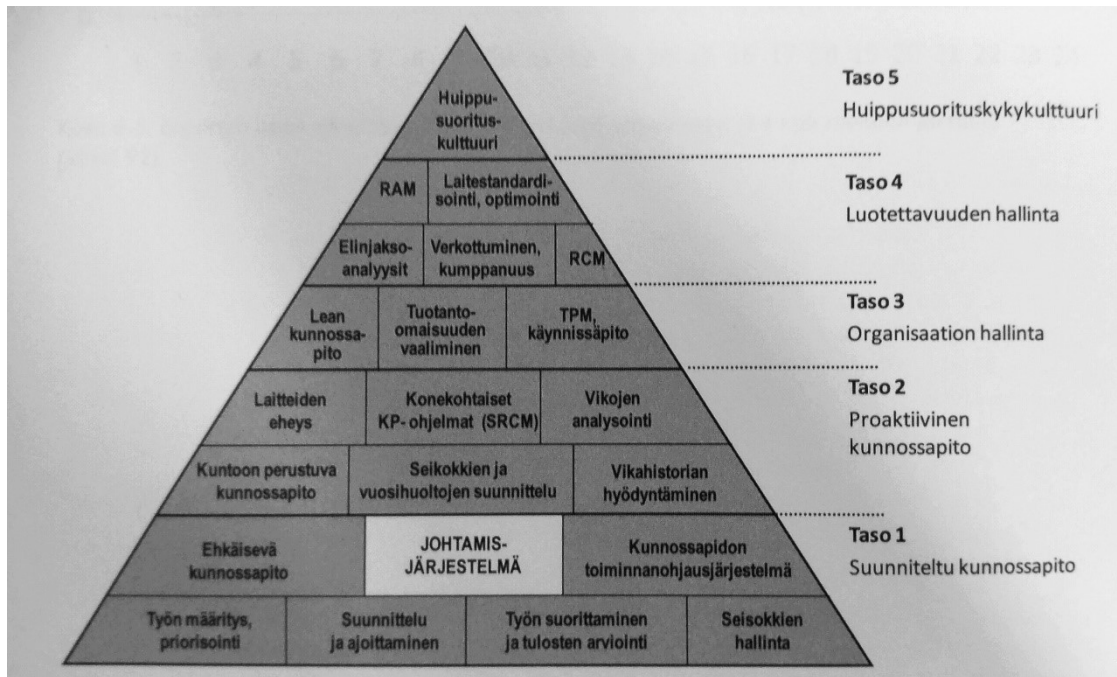 Huippu-
suoritus-
kulttuuri
Taso 5
Huippusuorituskykykulttuuri
RAM
Laitestandardi-
sointi, optimointi
Taso 4
Luotettavuuden hallinta
Elinjakso-
analyysit
Verkottuminen,
kumppanuus
RCM
Lean
kunnossa-
pito
Tuotanto-
omaisuuden
vaaliminen
TPM,
käynnissäpito
Taso 3
Organisaation hallinta
Laitteiden
eheys
Konekohtaiset
KP- ohjelmat (SRCM)
Vikojen
analysointi
Taso 2
Proaktiivinen
kunnossapito
Kuntoon perustuva
kunnossapito
Seikokkien ja
vuosihuoltojen suunnittelu
Vikahistorian
hyödyntäminen
Ehkäisevä
kunnossapito
JOHTAMIS-
JÄRJESTELMÄ
Kunnossapidon
toiminnanohjausjärjestelmä
Taso 1
Suunniteltu kunnossapito
Työn määritys,
priorisointi
Suunnittelu
ja ajoittaminen
Työn suorittaminen
ja tulosten arviointi
Seisokkien
hallinta